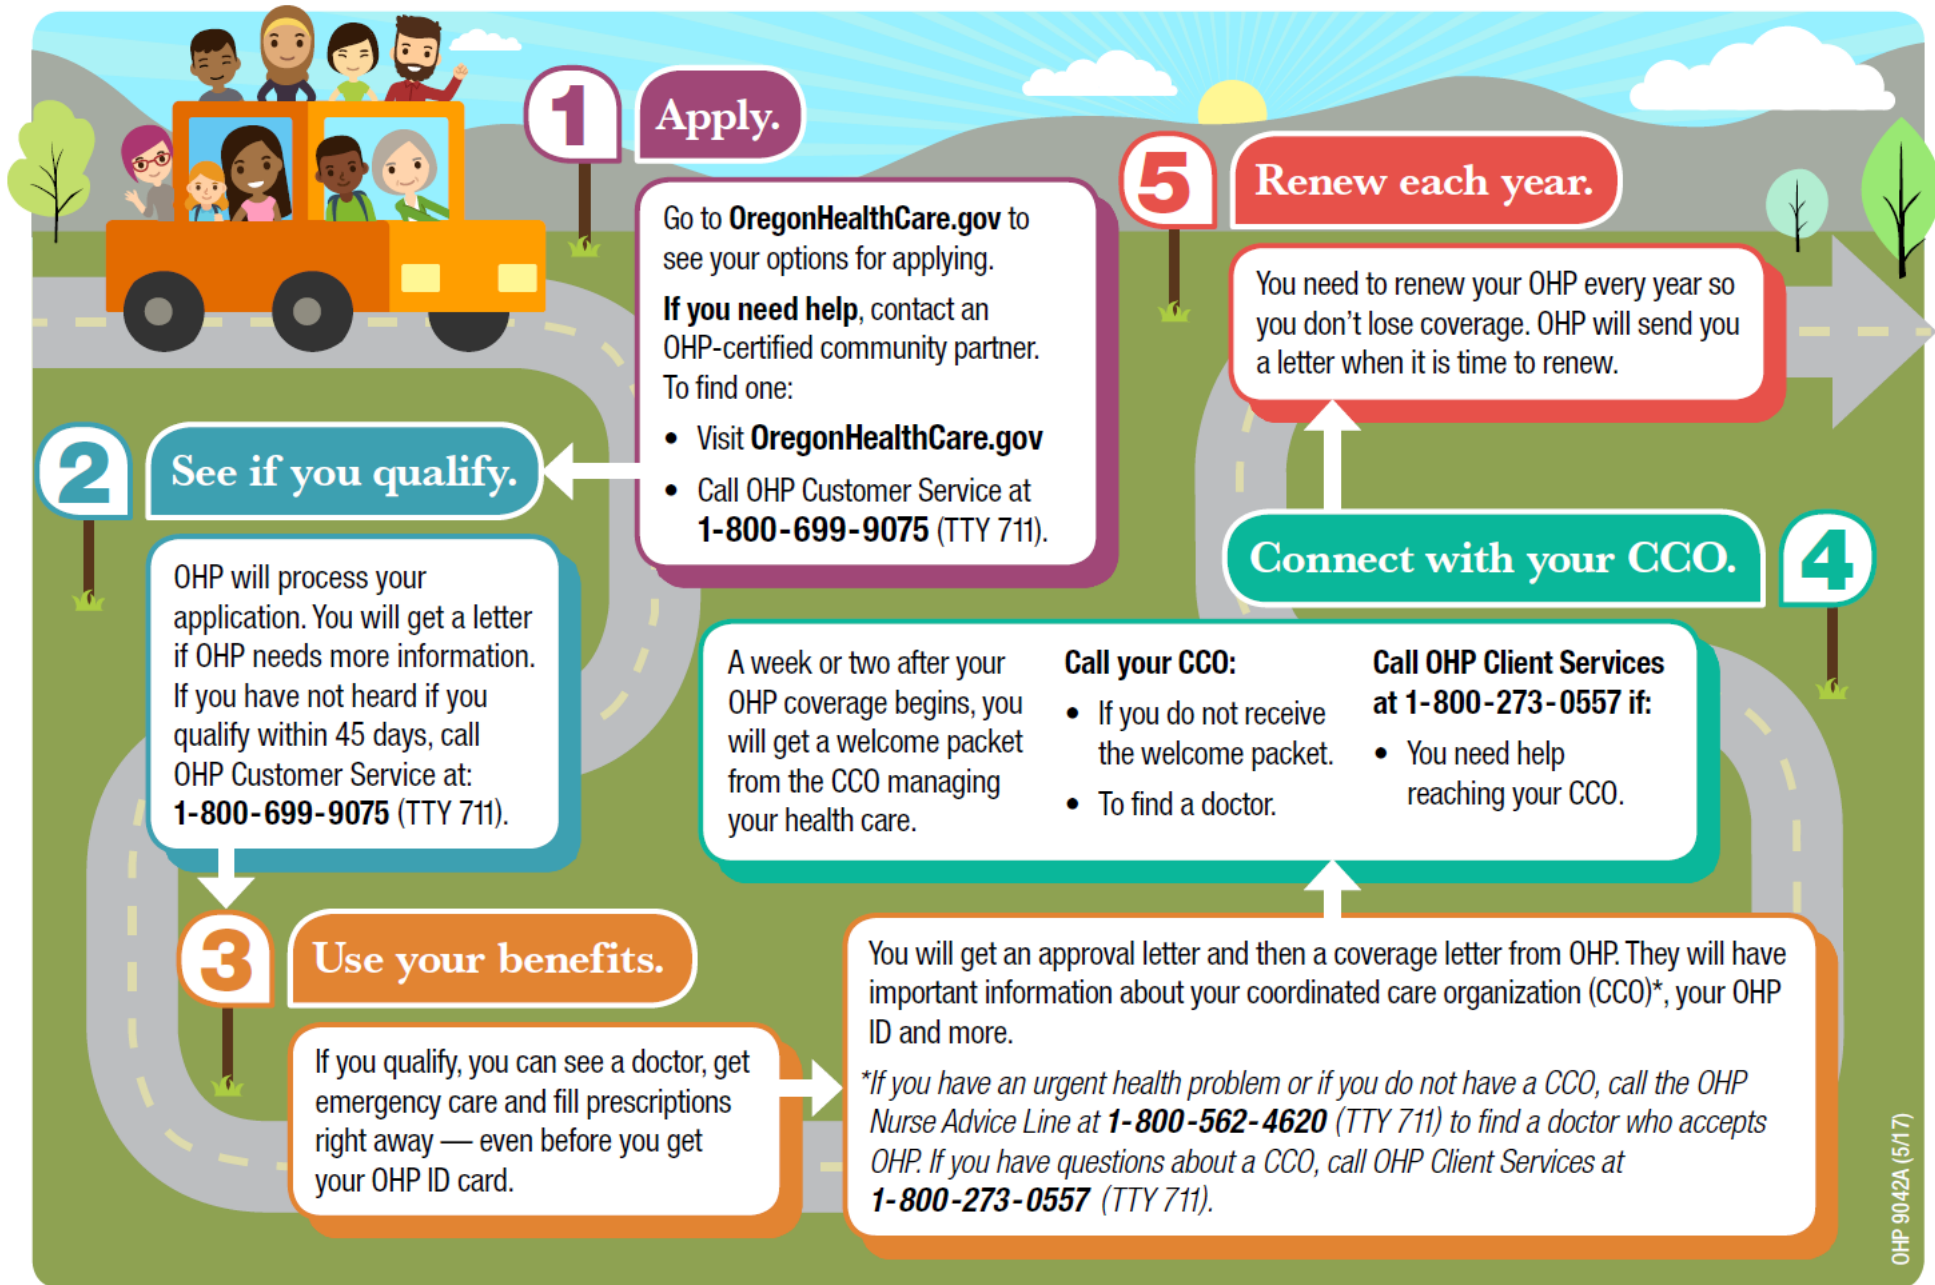 1
Apply.
Go to OregonHealthCare.gov to
see your options for applying.
If you need help, contact an
OHP-certified community partner.
To find one:
• Visit OregonHealthCare.gov
• Call OHP Customer Service at
1-800-699-9075 (TTY 711).
2
See if you qualify.
OHP will process your
application. You will get a letter
if OHP needs more information.
If you have not heard if you
qualify within 45 days, call
OHP Customer Service at:
1-800-699-9075 (TTY 711).
3
Use your benefits.
If you qualify, you can see a doctor, get
emergency care and fill prescriptions
right away — even before you get
your OHP ID card.
You will get an approval letter and then a coverage letter from OHP. They will have
important information about your coordinated care organization (CCO)*, your OHP
ID and more.
*If you have an urgent health problem or if you do not have a CCO, call the OHP
Nurse Advice Line at 1-800-562-4620 (TTY 711) to find a doctor who accepts
OHP. If you have questions about a CCO, call OHP Client Services at
1-800-273-0557 (TTY 711).
Connect with your CCO.
4
A week or two after your
OHP coverage begins, you
will get a welcome packet
from the CCO managing
your health care.
Call your CCO:
• If you do not receive
the welcome packet.
• To find a doctor.
Call OHP Client Services
at 1-800-273-0557 if:
• You need help
reaching your CCO.
5
Renew each year.
You need to renew your OHP every year so
you don't lose coverage. OHP will send you
a letter when it is time to renew.
OHP 9042A (5/17)